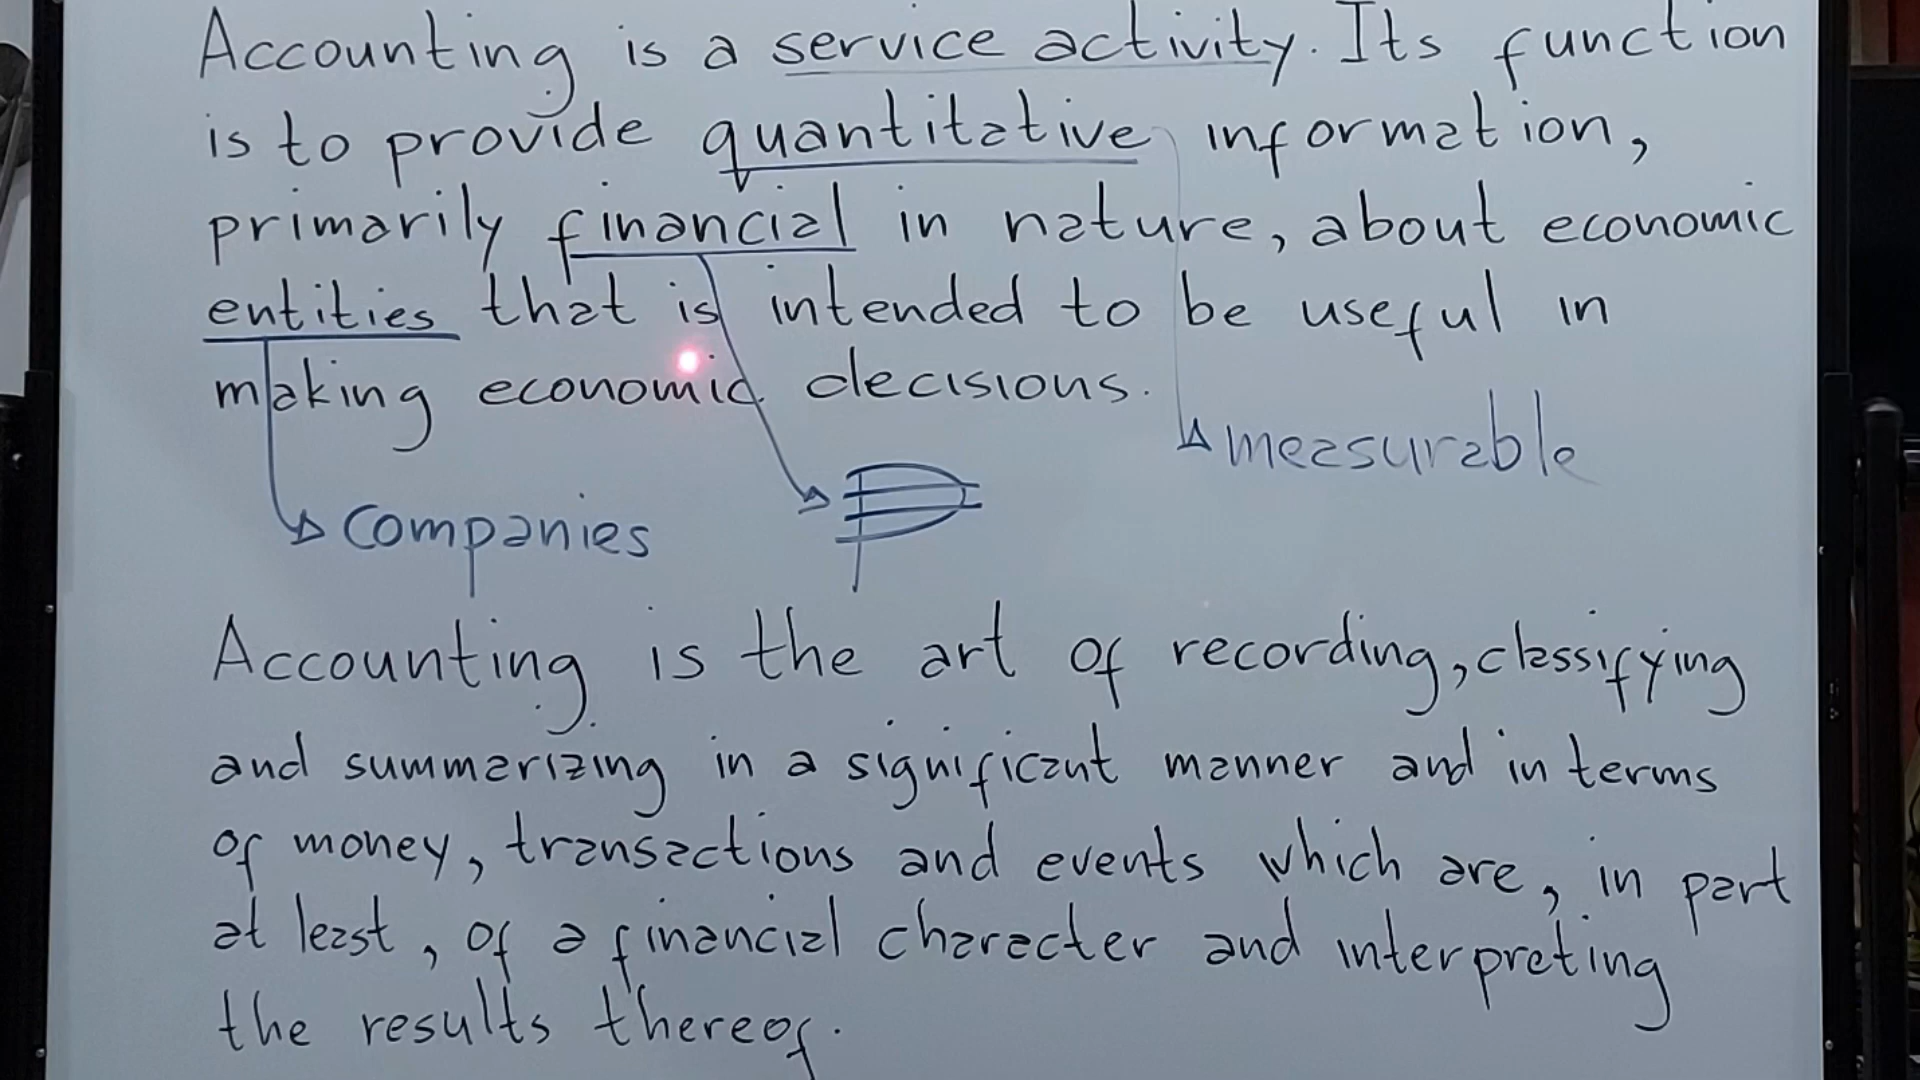 Accounting is a service activity. Its function
is to provide quantitative information,
primarily financial in nature, about economic
entities that is intended to be useful in
making economic decisions.
measurable
companies
₱
Accounting is the art of recording, classifying
and summarizing in a significant manner and in terms
of money, transactions and events which are, in part
at least, of a financial character and interpreting
the results thereof.